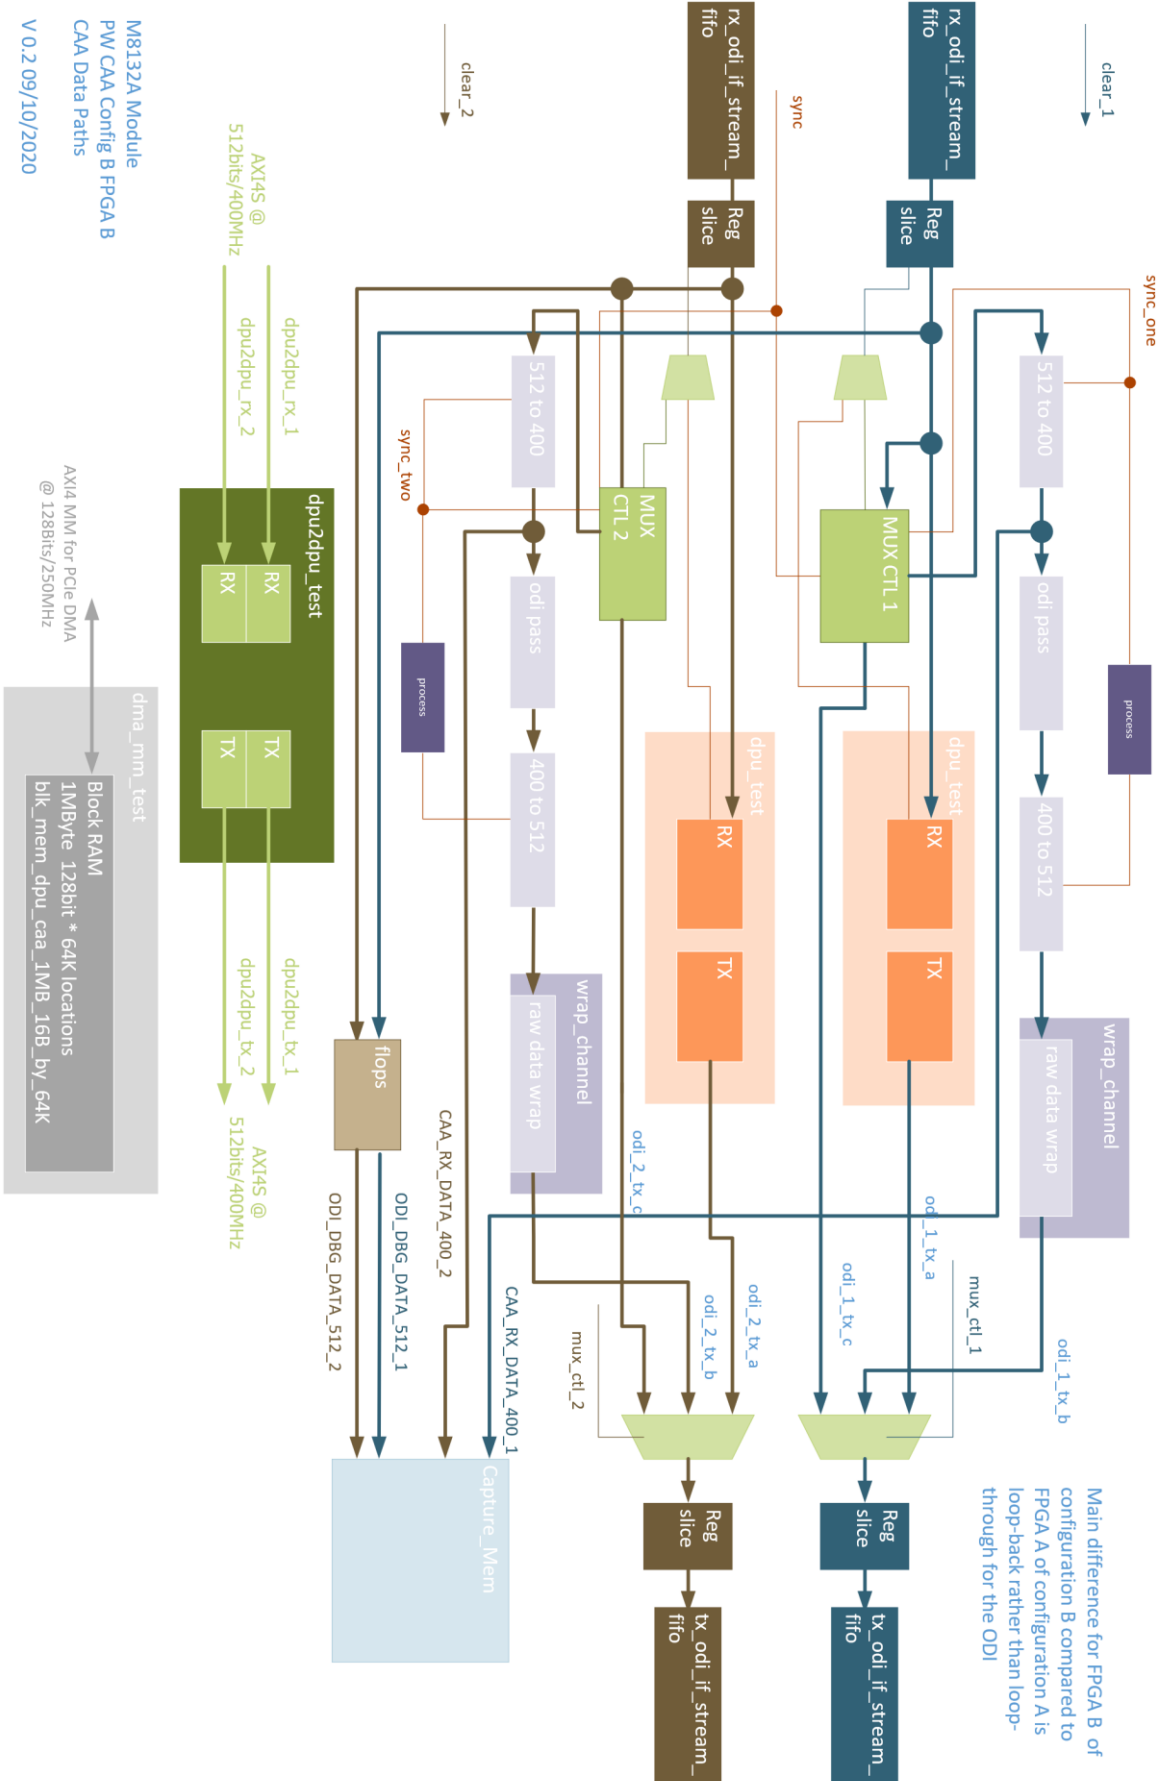 sync_one
Main difference for FPGA B of
configuration B compared to
FPGA A of configuration A is
loop-back rather than loop-
through for the ODI
clear_1
512 to 400
odi pass
process
400 to 512
wrap_channel
raw data wrap
odi_1_tx_b
mux_ctl_1
rx_odi_if_stream_
fifo
Reg
slice
MUX CTL 1
dpu_test
RX
TX
odi_1_tx_a
odi_1_tx_c
Reg
slice
tx_odi_if_stream_
fifo
sync
rx_odi_if_stream_
fifo
Reg
slice
MUX
CTL 2
dpu_test
RX
TX
odi_2_tx_a
odi_2_tx_b
odi_2_tx_c
mux_ctl_2
Reg
slice
tx_odi_if_stream_
fifo
clear_2
512 to 400
odi pass
400 to 512
wrap_channel
raw data wrap
sync_two
process
CAA_RX_DATA_400_1
CAA_RX_DATA_400_2
Capture_Mem
flops
ODI_DBG_DATA_512_1
ODI_DBG_DATA_512_2
AXI4S @
512bits/400MHz
dpu2dpu_rx_1
dpu2dpu_rx_2
dpu2dpu_test
RX
RX
TX
TX
dpu2dpu_tx_1
dpu2dpu_tx_2
AXI4S @
512bits/400MHz
M8132A Module
PW CAA Config B FPGA B
CAA Data Paths
V 0.2 09/10/2020
AXI4 MM for PCIe DMA
@ 128Bits/250MHz
dma_mm_test
Block RAM
1MByte 128bit * 64K locations
blk_mem_dpu_caa_1MB_16B_by_64K